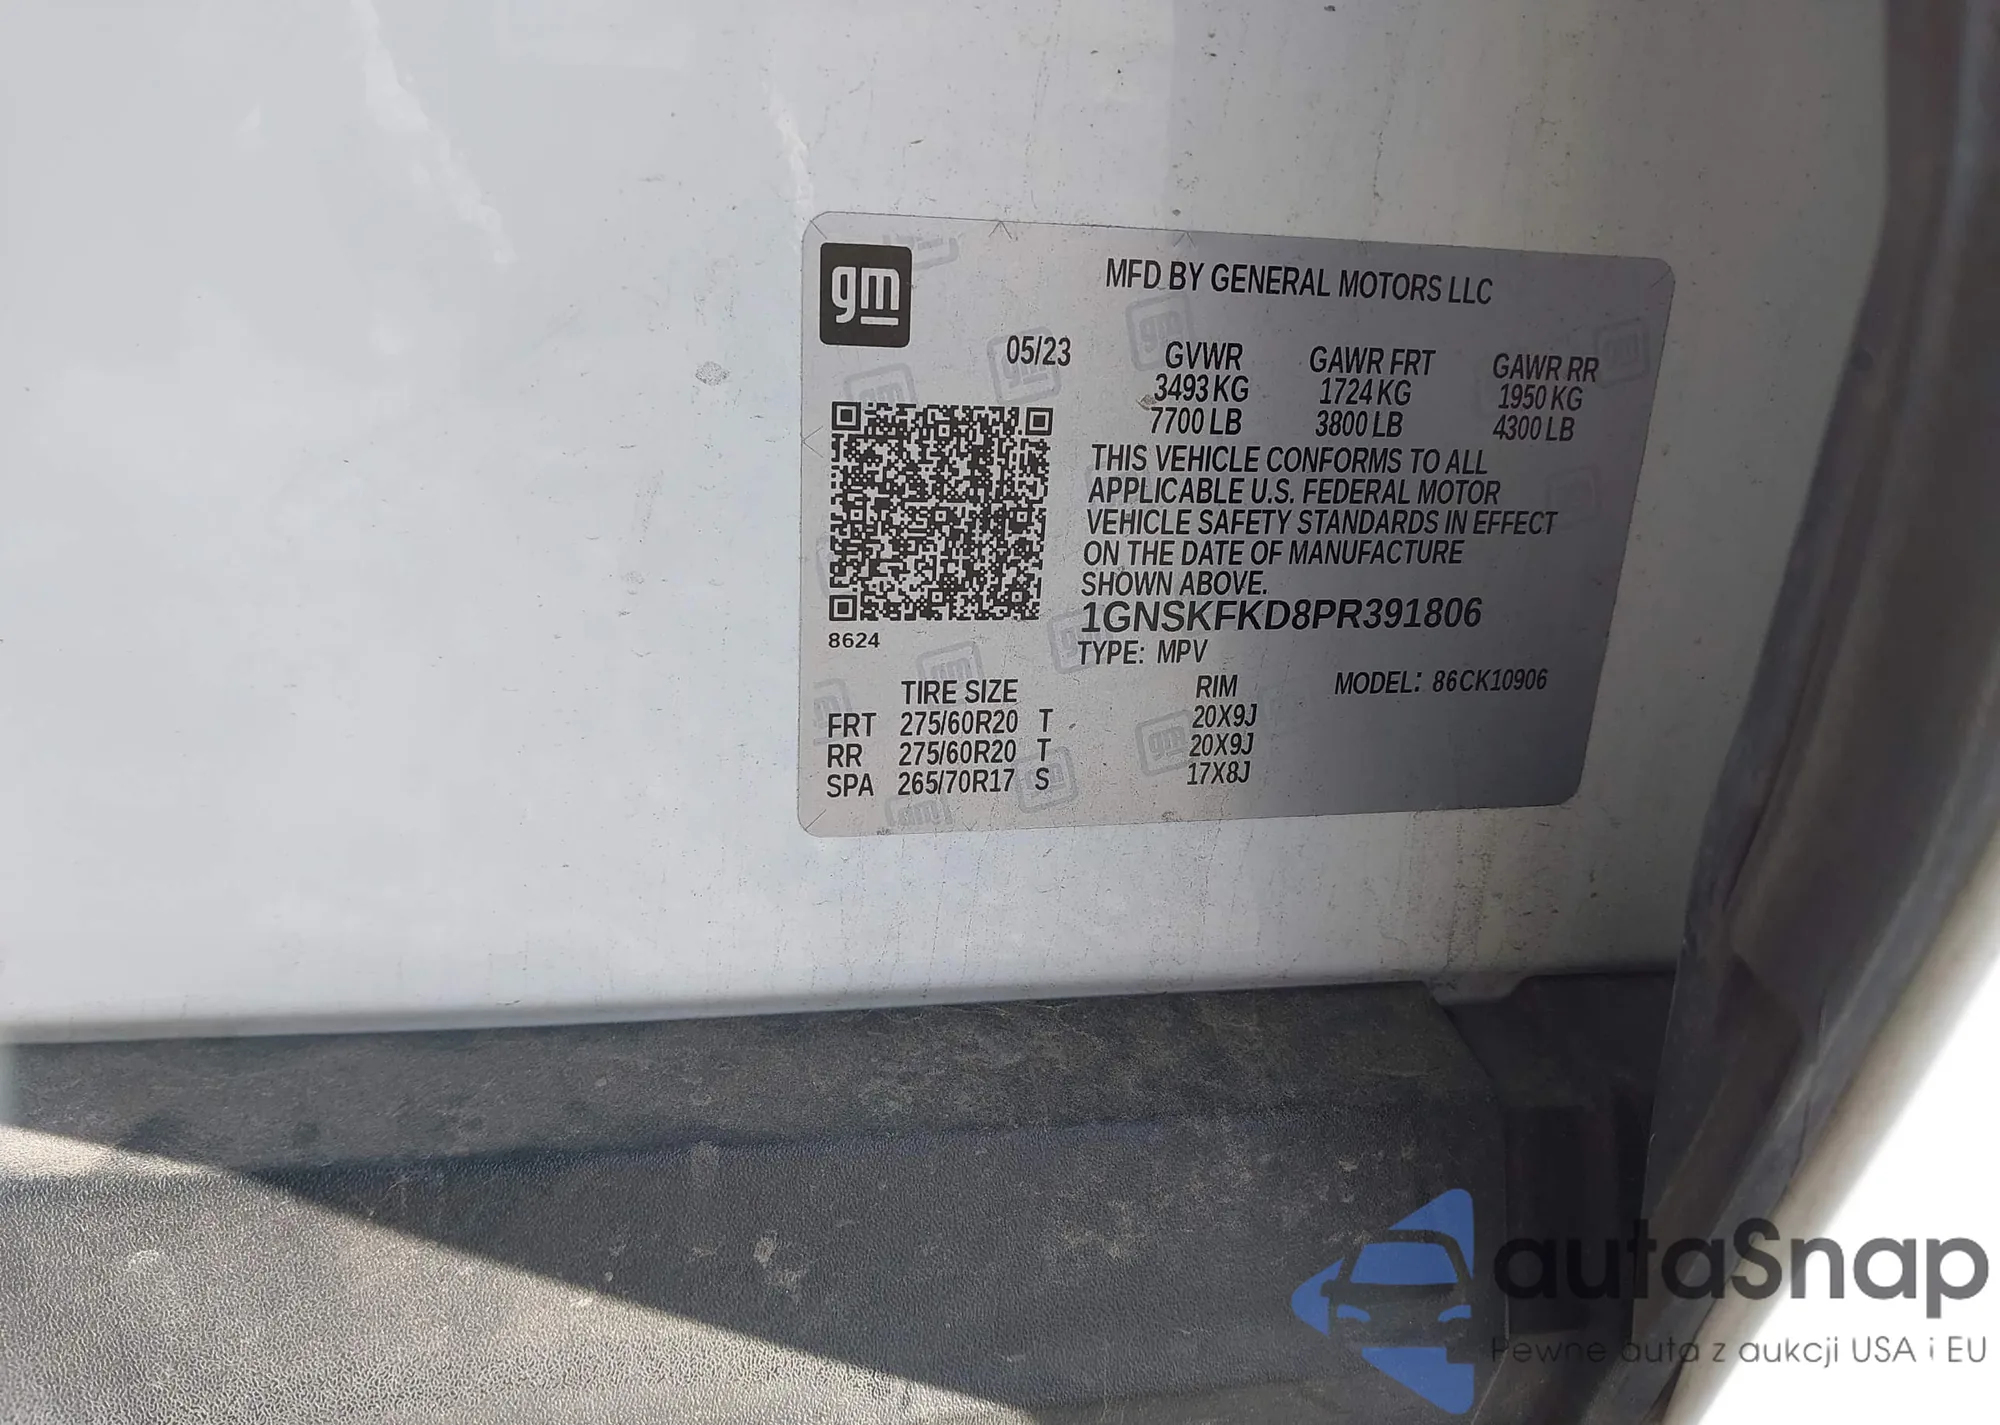 gm
MFD BY GENERAL MOTORS LLC
05/23
GVWR GAWR FRT GAWR RR
3493 KG 1724 KG 1950 KG
7700 LB 3800 LB 4300 LB
THIS VEHICLE CONFORMS TO ALL
APPLICABLE U.S. FEDERAL MOTOR
VEHICLE SAFETY STANDARDS IN EFFECT
ON THE DATE OF MANUFACTURE
SHOWN ABOVE.
1GNSKFKD8PR391806
8624
TYPE: MPV
TIRE SIZE RIM MODEL: 86CK10906
FRT 275/60R20 T 20X9J
RR 275/60R20 T 20X9J
SPA 265/70R17 S 17X8J
autaSnap
Pewne auta z aukcji USA i EU